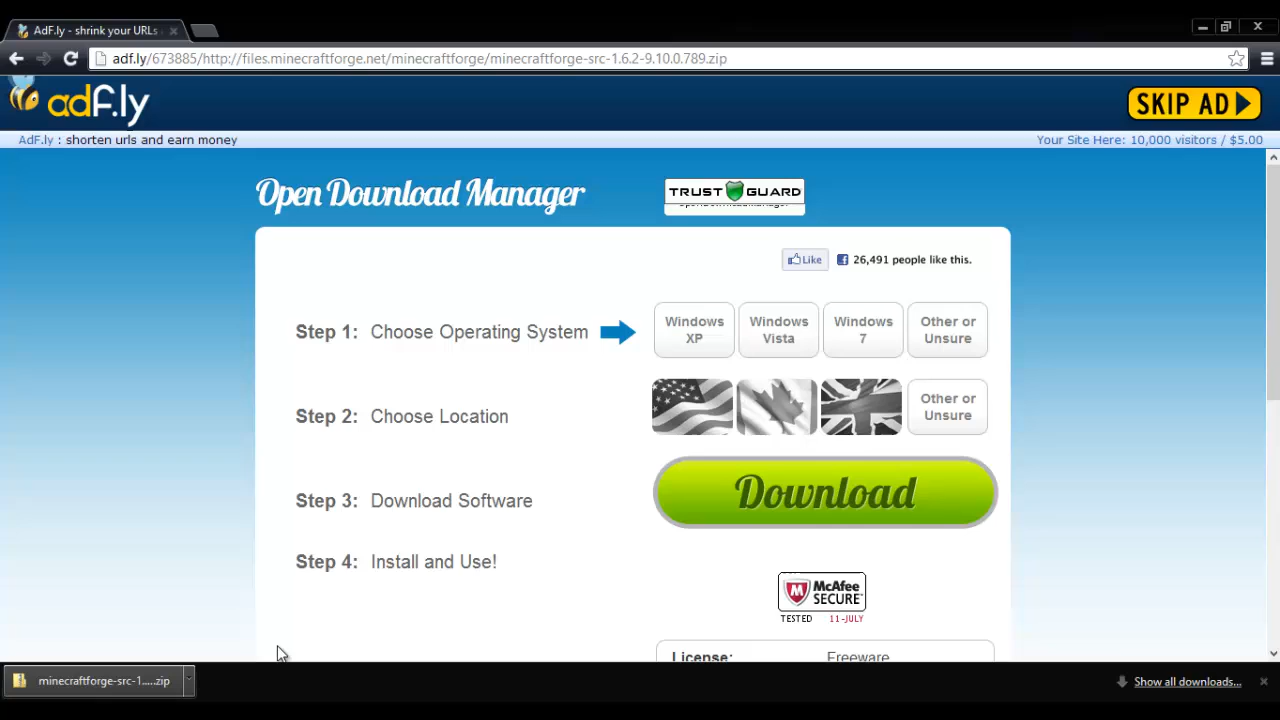 AdF.ly - shrink your URLs
adf.ly/673885/http://files.minecraftforge.net/minecraftforge/minecraftforge-src-1.6.2-9.10.0.789.zip
adf.ly
SKIP AD
AdF.ly : shorten urls and earn money
Your Site Here: 10,000 visitors / $5.00
Open Download Manager
TRUST GUARD
Like
26,491 people like this.
Step 1: Choose Operating System
Windows XP
Windows Vista
Windows 7
Other or Unsure
Step 2: Choose Location
Other or Unsure
Step 3: Download Software
Download
Step 4: Install and Use!
McAfee SECURE
TESTED 11-JULY
License: Freeware
minecraftforge-src-1.....zip
Show all downloads...